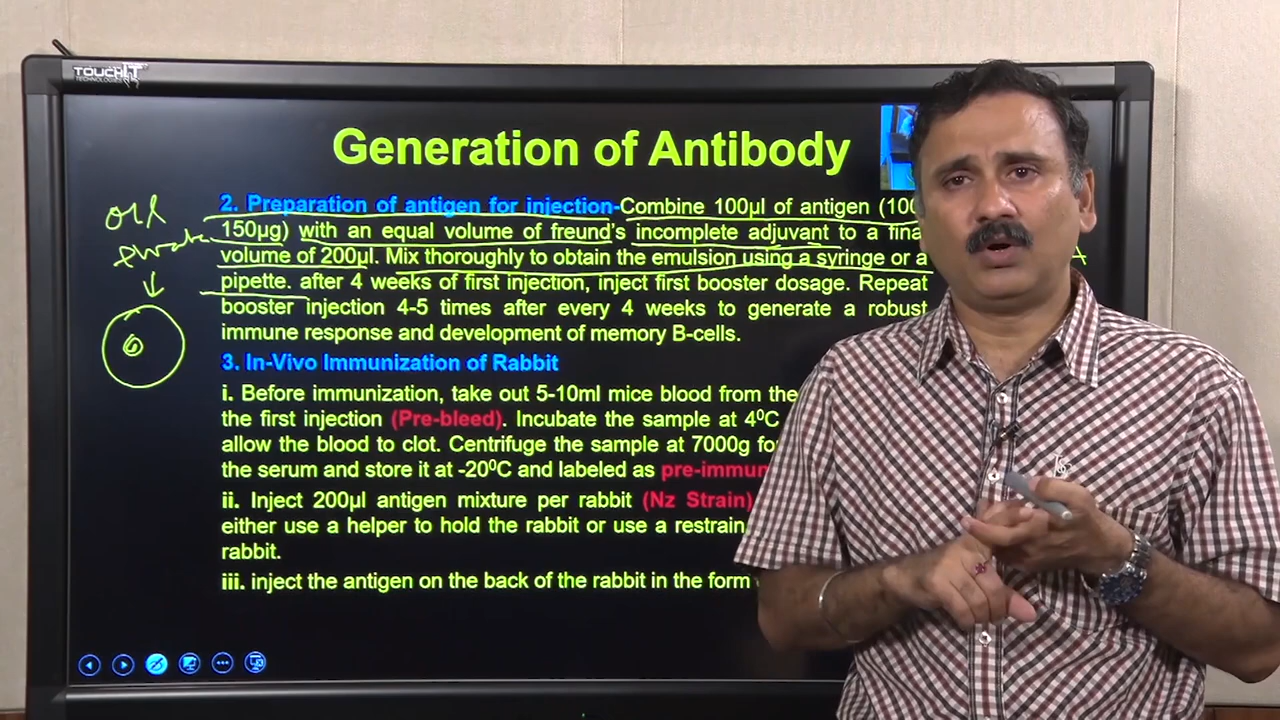 TOUCHIT
TECHNOLOGIES
Generation of Antibody
2. Preparation of antigen for injection-Combine 100µl of antigen (100
150µg) with an equal volume of freund's incomplete adjuvant to a fina
volume of 200µl. Mix thoroughly to obtain the emulsion using a syringe or a
pipette. after 4 weeks of first injection, inject first booster dosage. Repeat
booster injection 4-5 times after every 4 weeks to generate a robust
immune response and development of memory B-cells.
3. In-Vivo Immunization of Rabbit
i. Before immunization, take out 5-10ml mice blood from the
the first injection (Pre-bleed). Incubate the sample at 4⁰C
allow the blood to clot. Centrifuge the sample at 7000g fo
the serum and store it at -20⁰C and labeled as pre-immun
ii. Inject 200µl antigen mixture per rabbit (Nz Strain)
either use a helper to hold the rabbit or use a restrain
rabbit.
iii. inject the antigen on the back of the rabbit in the form